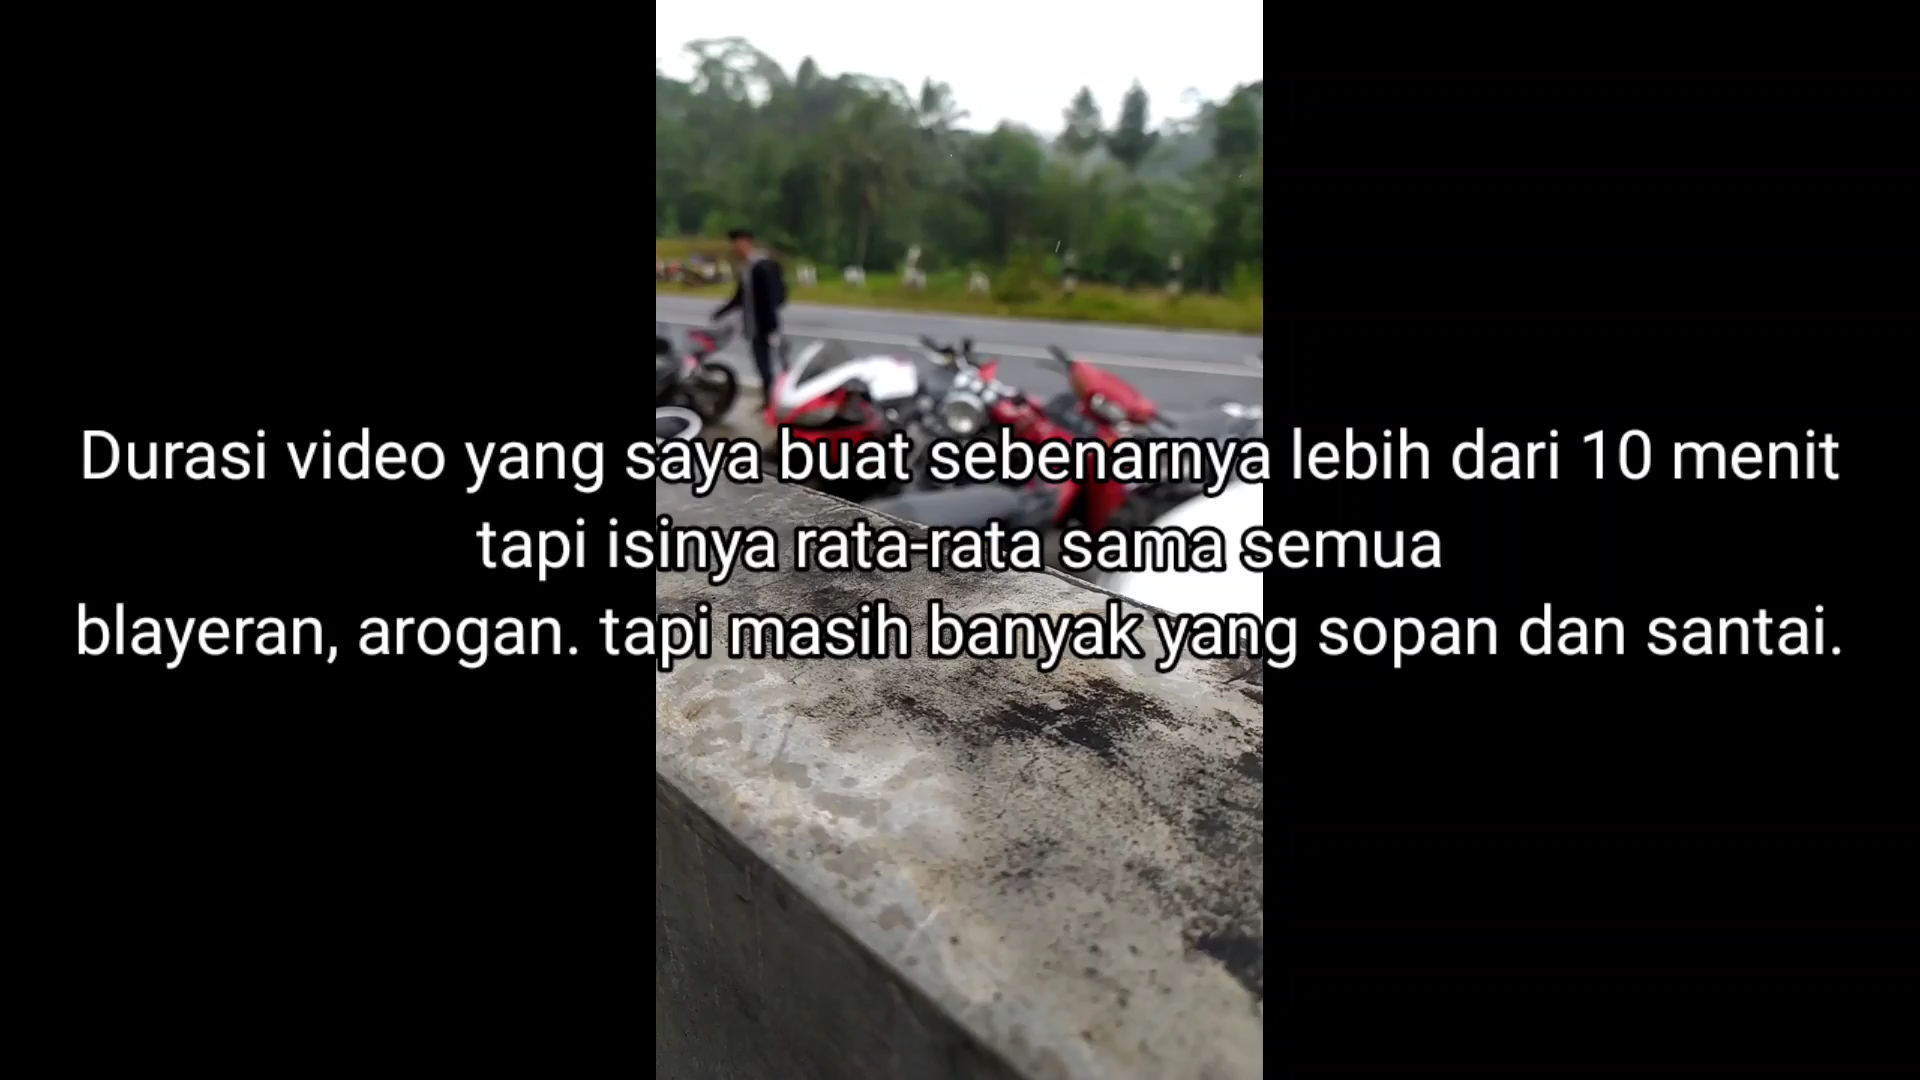 Durasi video yang saya buat sebenarnya lebih dari 10 menit
tapi isinya rata-rata sama semua
blayeran, arogan. tapi masih banyak yang sopan dan santai.